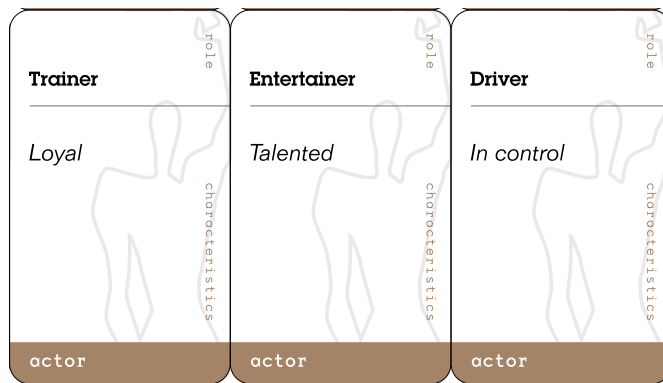 role
Trainer
Loyal
characteristics
actor
role
Entertainer
Talented
characteristics
actor
role
Driver
In control
characteristics
actor